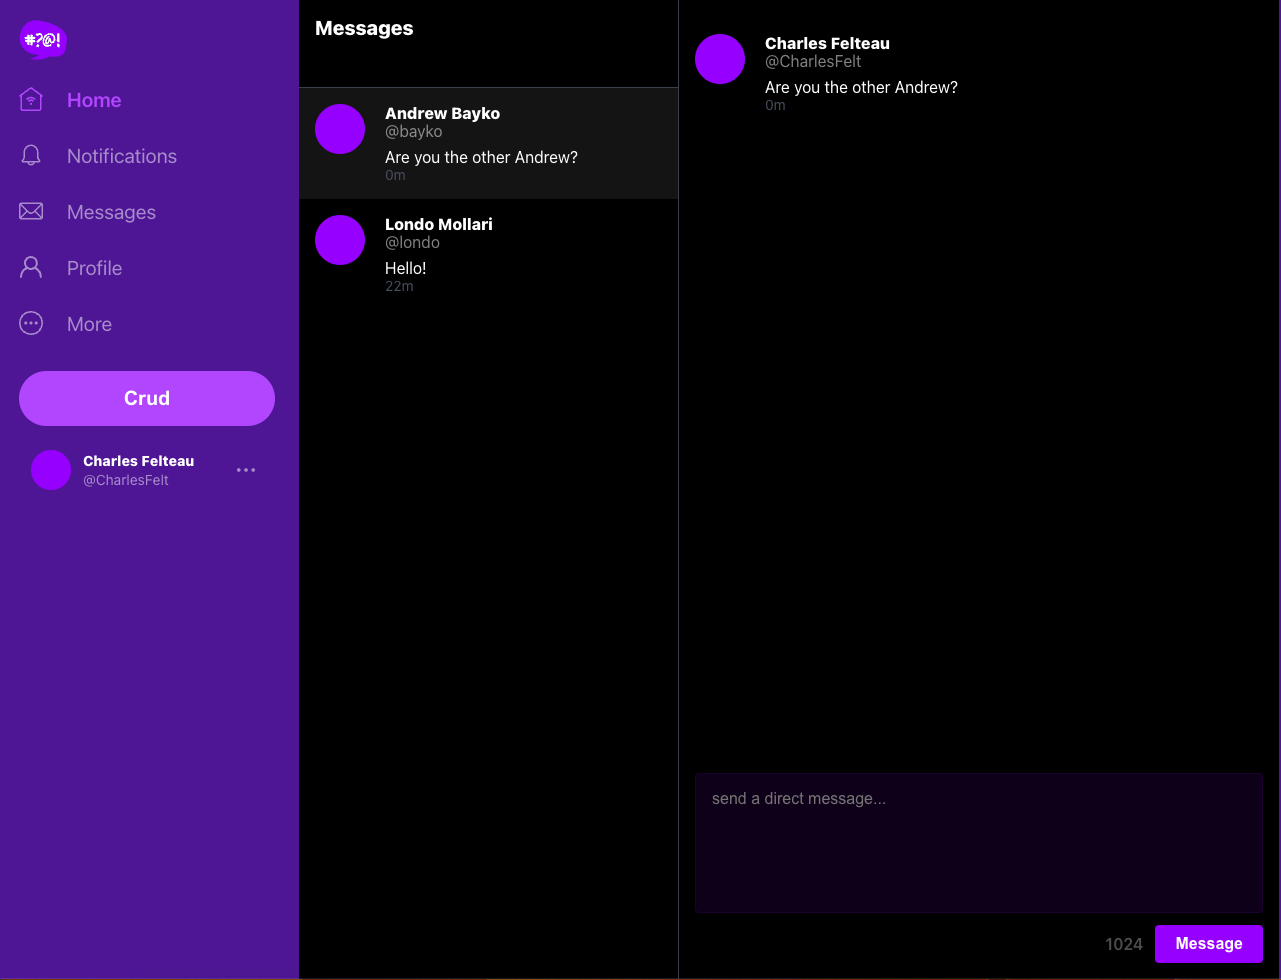 #?@!
Home
Notifications
Messages
Profile
More
Crud
Charles Felteau
@CharlesFelt
Messages
Andrew Bayko
@bayko
Are you the other Andrew?
0m
Londo Mollari
@londo
Hello!
22m
Charles Felteau
@CharlesFelt
Are you the other Andrew?
0m
send a direct message...
1024
Message